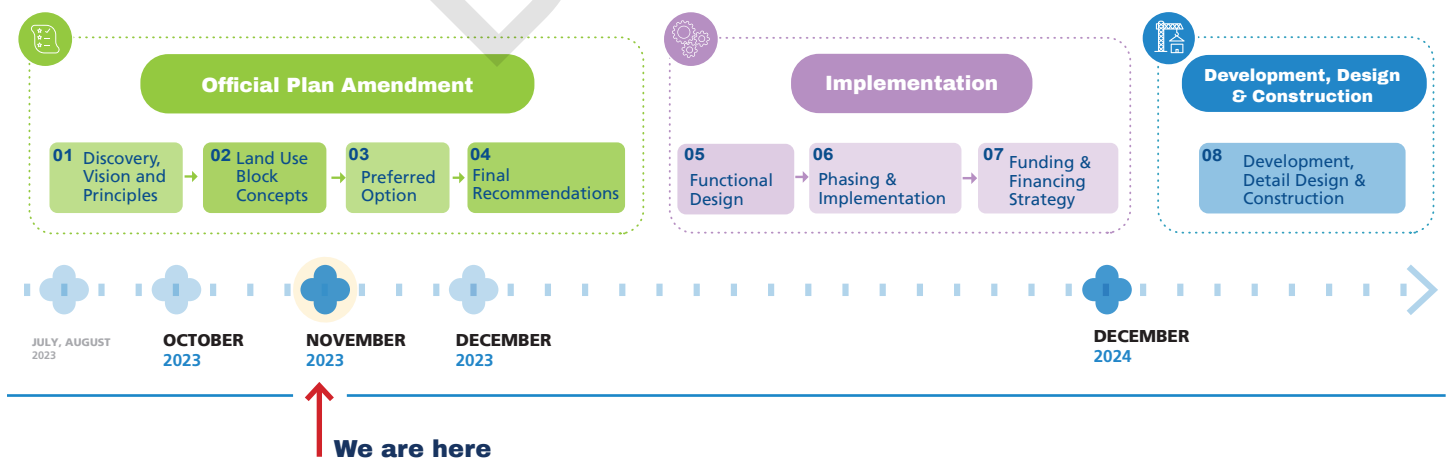 Official Plan Amendment
01 Discovery,
Vision and
Principles
02 Land Use
Block
Concepts
03
Preferred
Option
04
Final
Recommendations
Implementation
05
Functional
Design
06
Phasing &
Implementation
07 Funding &
Financing
Strategy
Development, Design
& Construction
08 Development,
Detail Design &
Construction
JULY, AUGUST
2023
OCTOBER
2023
NOVEMBER
2023
DECEMBER
2023
DECEMBER
2024
We are here